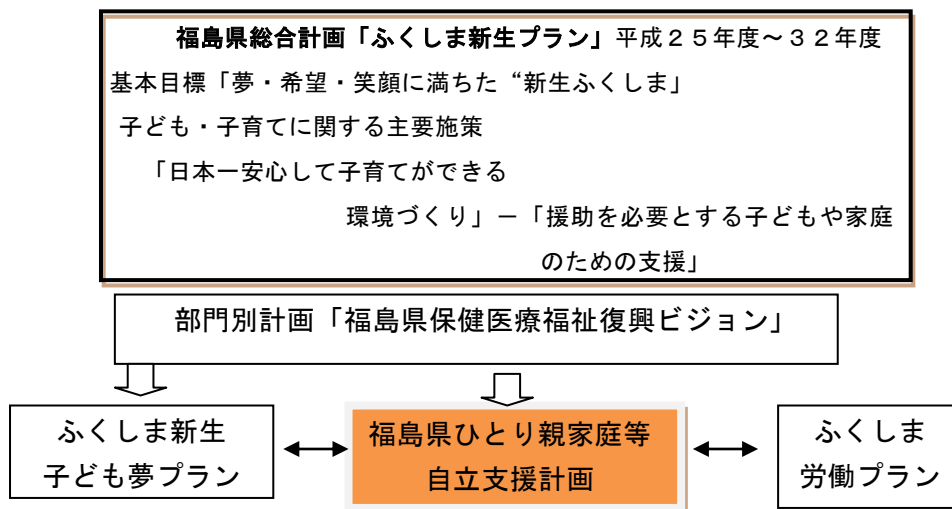 福島県総合計画「ふくしま新生プラン」平成２５年度～３２年度
基本目標「夢・希望・笑顔に満ちた“新生ふくしま」
子ども・子育てに関する主要施策
「日本一安心して子育てができる
環境づくり」－「援助を必要とする子どもや家庭
のための支援」
部門別計画「福島県保健医療福祉復興ビジョン」
ふくしま新生
子ども夢プラン
福島県ひとり親家庭等
自立支援計画
ふくしま
労働プラン